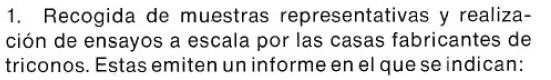 1. Recogida de muestras representativas y realiza-
ción de ensayos a escala por las casas fabricantes de
triconos. Estas emiten un informe en el que se indican: